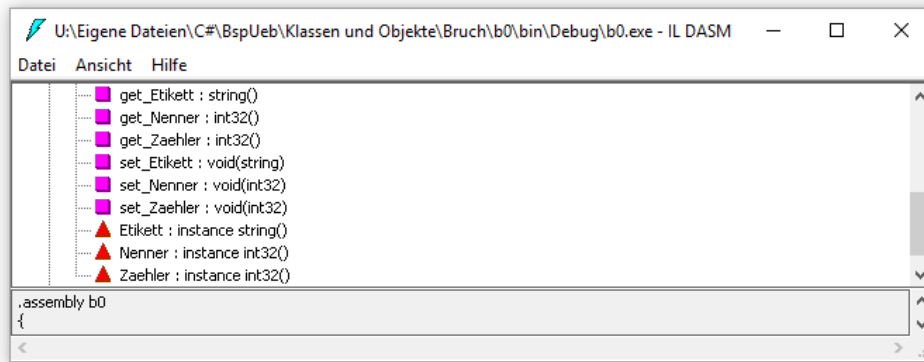 U:\Eigene Dateien\C#\BspUeb\Klassen und Objekte\Bruch\b0\bin\Debug\b0.exe - IL DASM
Datei Ansicht Hilfe
get_Etikett : string()
get_Nenner : int32()
get_Zaehler : int32()
set_Etikett : void(string)
set_Nenner : void(int32)
set_Zaehler : void(int32)
Etikett : instance string()
Nenner : instance int32()
Zaehler : instance int32()
.assembly b0
{